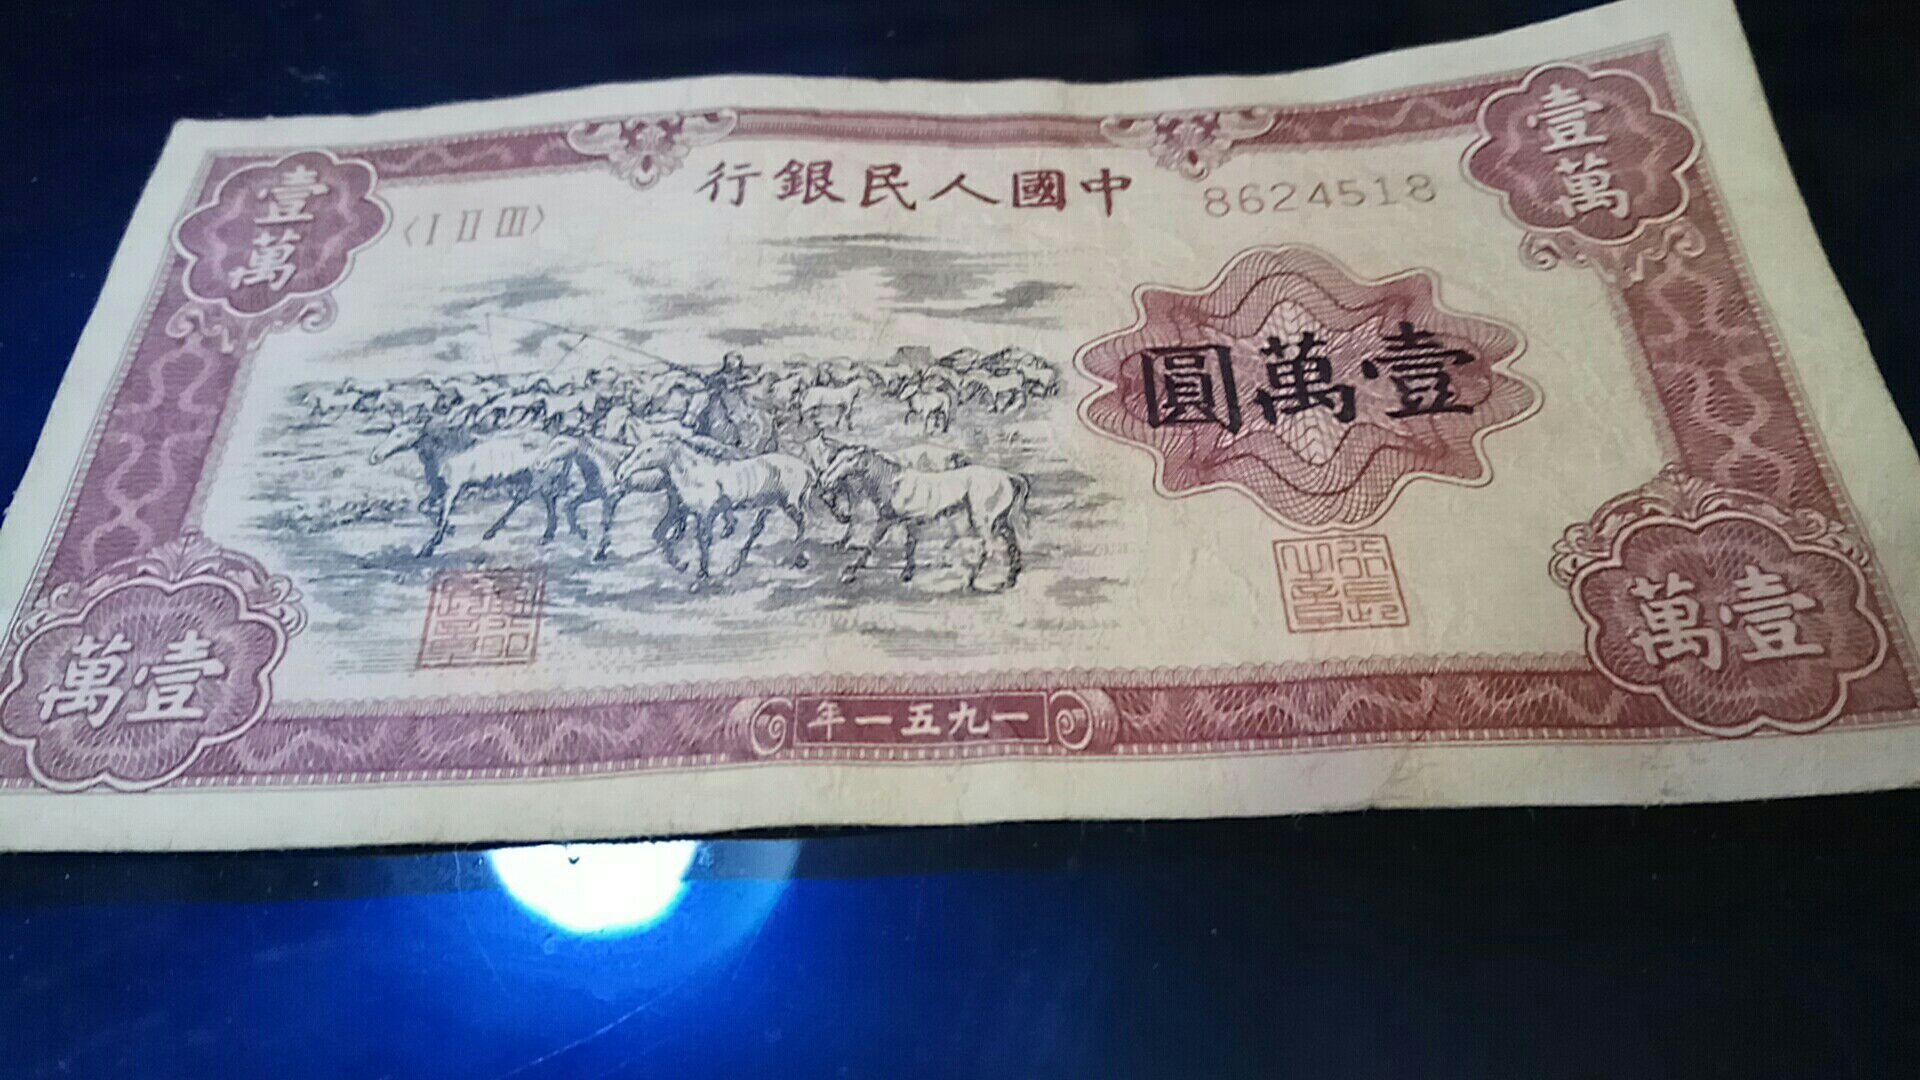 中國人民銀行
壹萬
壹萬
〈I II III〉
8624518
壹萬圓
壹萬
壹萬
一九五一年